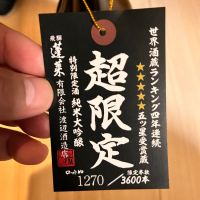 世界酒蔵ランキング四年連続
★★★★★五ツ星受賞蔵
超限定
特別限定酒 純米大吟醸
飛騨 蓬莱
有限会社 渡辺酒造店
限定本数
1270/3600本